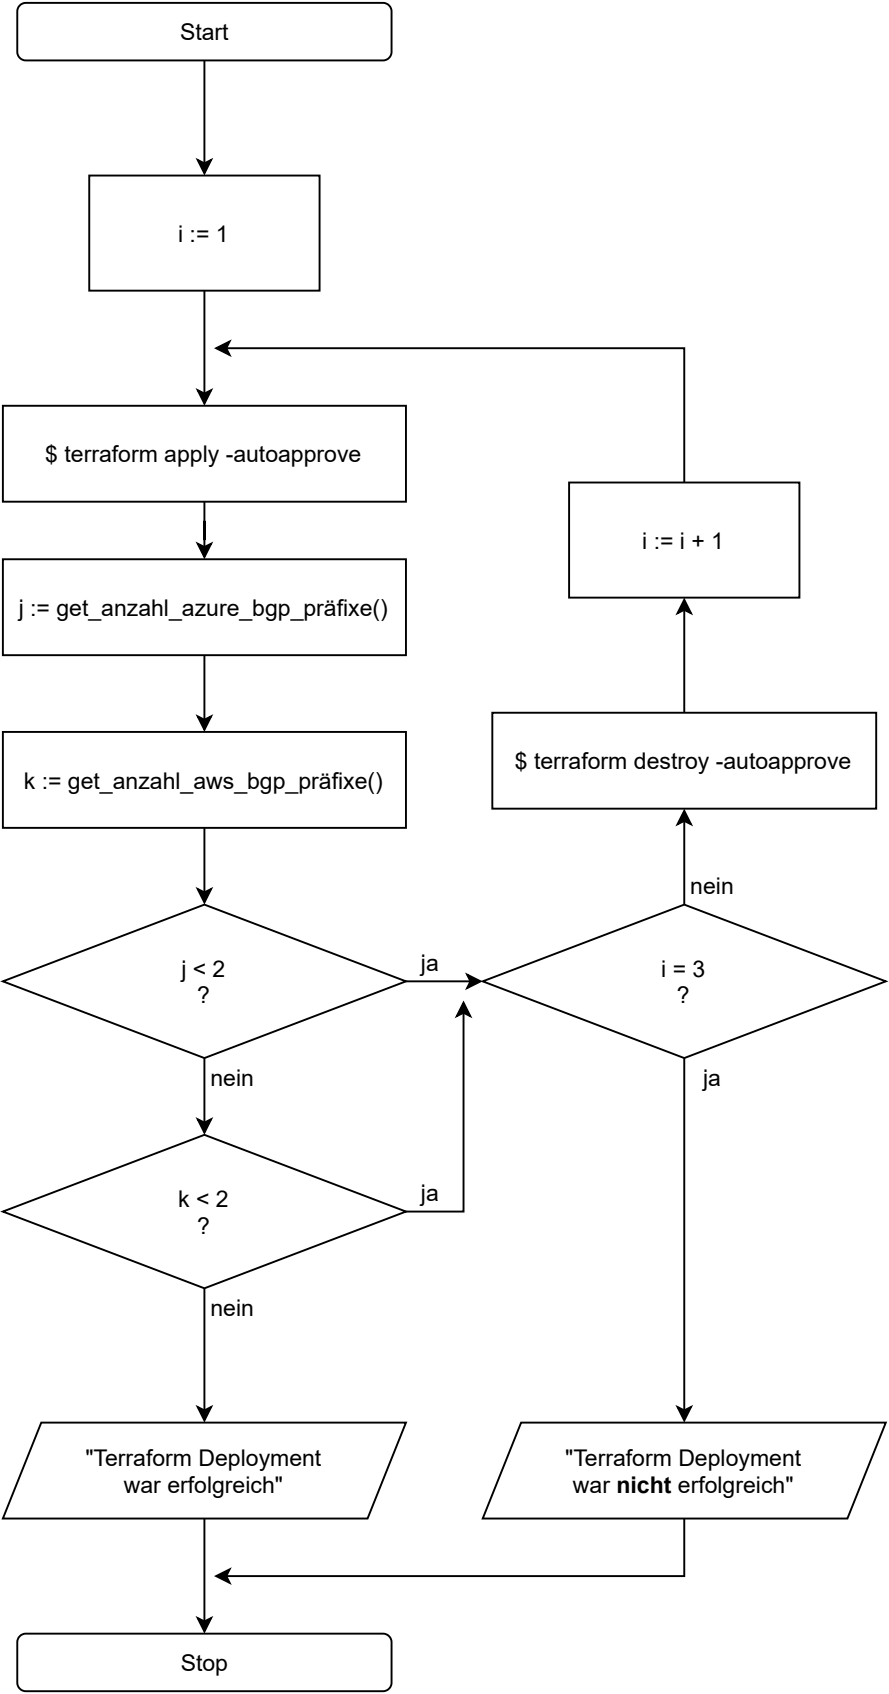 Start
i := 1
$ terraform apply -autoapprove
j := get_anzahl_azure_bgp_präfixe()
k := get_anzahl_aws_bgp_präfixe()
j < 2
?
ja
nein
k < 2
?
ja
nein
"Terraform Deployment
war erfolgreich"
i := i + 1
$ terraform destroy -autoapprove
nein
i = 3
?
ja
"Terraform Deployment
war nicht erfolgreich"
Stop